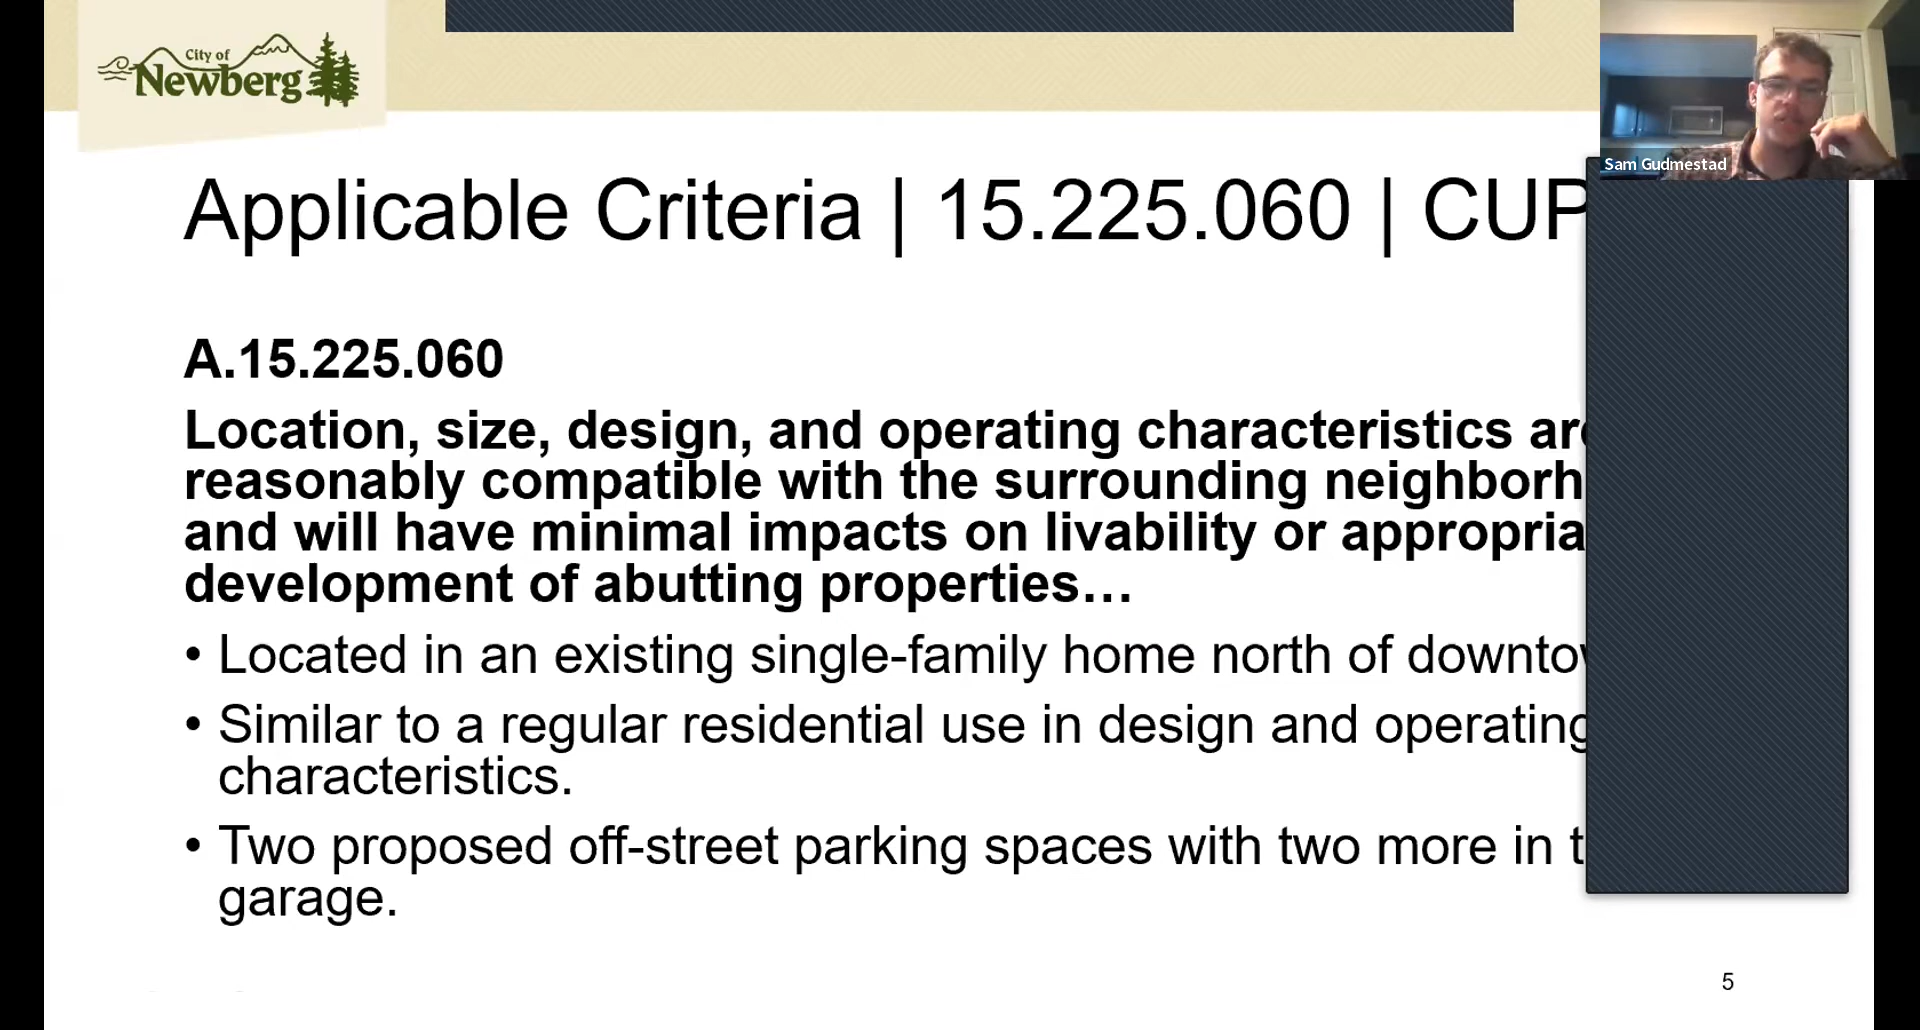 City of
Newberg
Sam Gudmestad
Applicable Criteria | 15.225.060 | CUP
A.15.225.060
Location, size, design, and operating characteristics are
reasonably compatible with the surrounding neighborh
and will have minimal impacts on livability or appropria
development of abutting properties…
• Located in an existing single-family home north of downto
• Similar to a regular residential use in design and operating
characteristics.
• Two proposed off-street parking spaces with two more in t
garage.
5